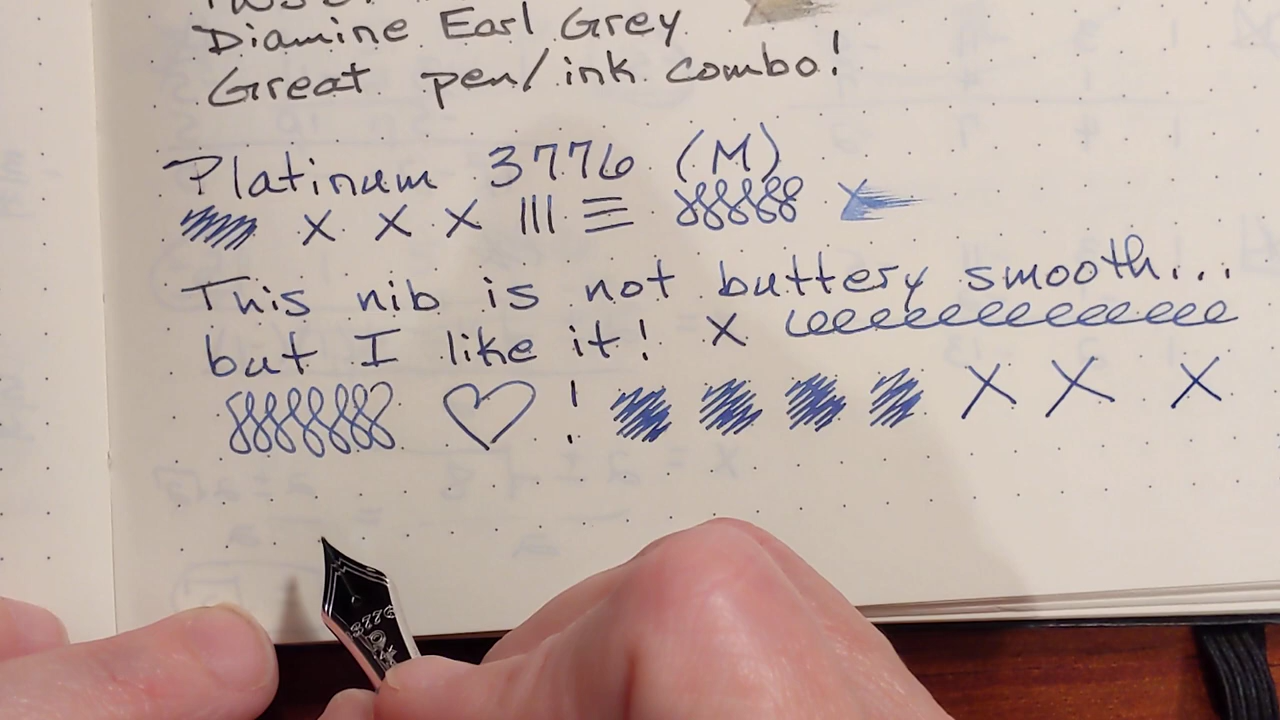 Diamine Earl Grey
Great pen/ink combo!
Platinum 3776 (M)
X X X
This nib is not buttery smooth...
but I like it! X
! X X X